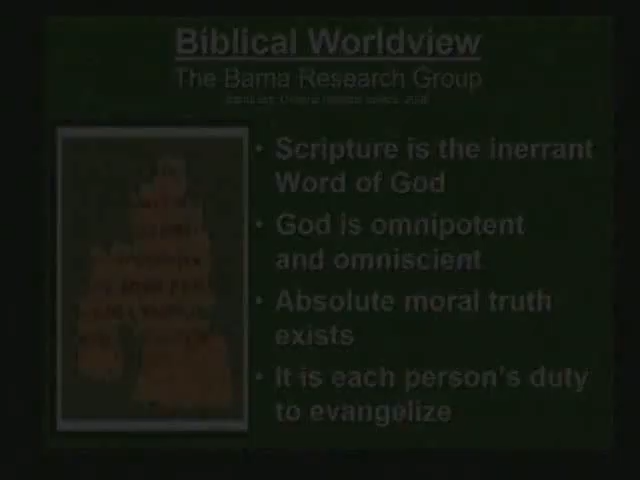 Biblical Worldview
The Bama Research Group
• Scripture is the inerrant
Word of God
• God is omnipotent
and omniscient
• Absolute moral truth
exists
• It is each person's duty
to evangelize